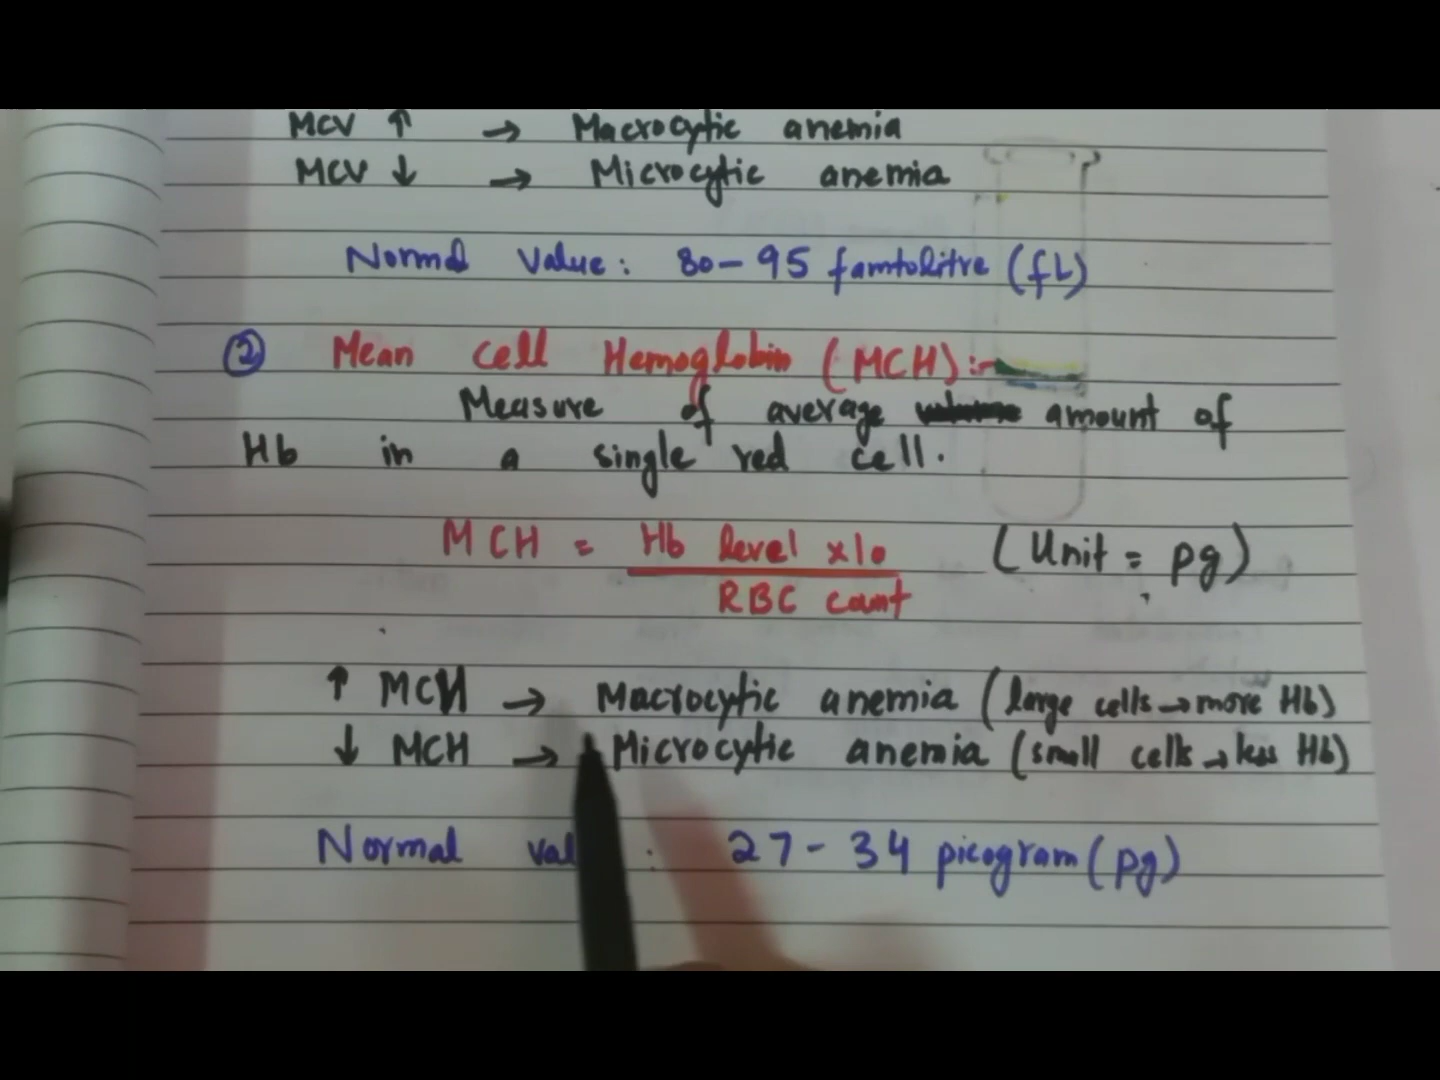 MCV ↑ → Macrocytic anemia
MCV ↓ → Microcytic anemia
Normal Value: 80-95 famtolitre (fL)
② Mean cell Hemoglobin (MCH):-
Measure of average amount of
Hb in a single red cell.
MCH = Hb level x10 (Unit = pg)
RBC count
↑ MCH → Macrocytic anemia (large cells → more Hb)
↓ MCH → Microcytic anemia (small cells → less Hb)
Normal val : 27-34 picogram (pg)